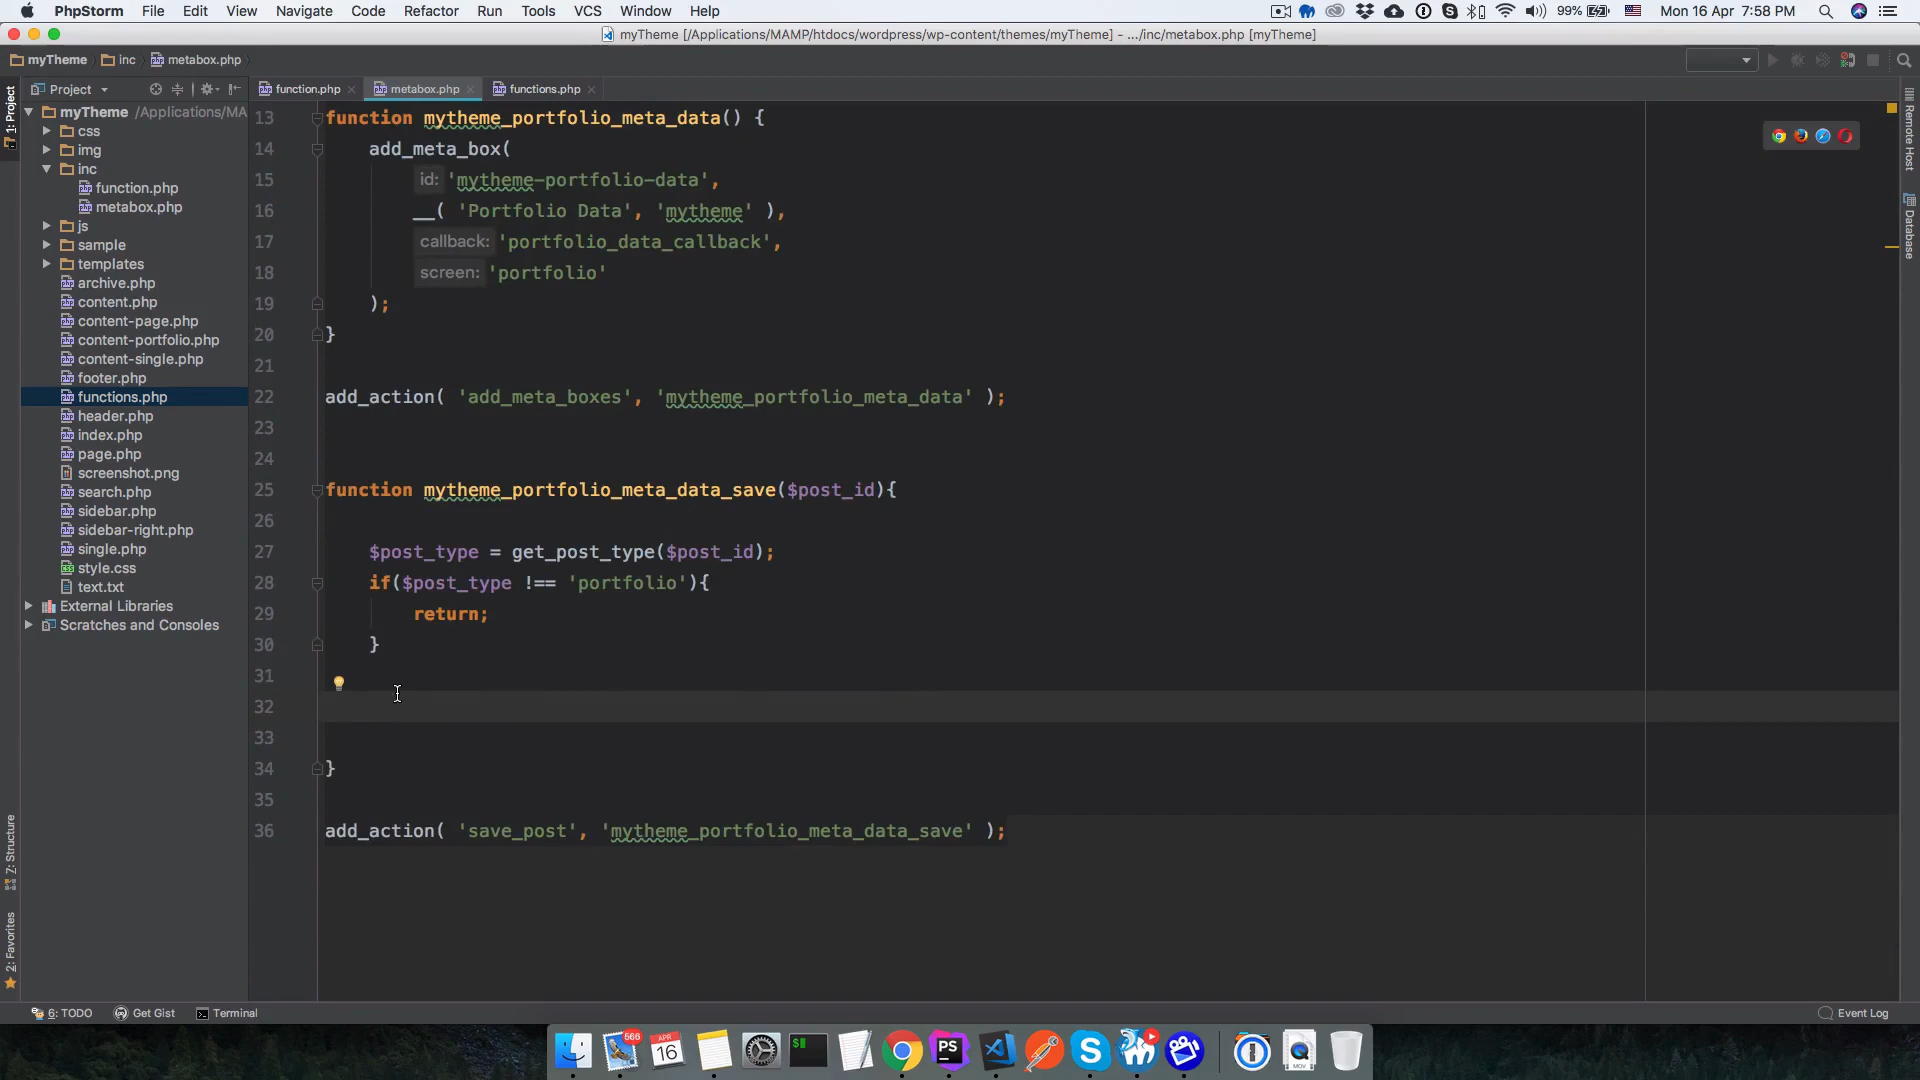 PhpStorm File Edit View Navigate Code Refactor Run Tools VCS Window Help 99% Mon 16 Apr 7:58 PM
myTheme [/Applications/MAMP/htdocs/wordpress/wp-content/themes/myTheme] - .../inc/metabox.php [myTheme]
myTheme inc metabox.php
Project function.php metabox.php functions.php
1: Project
Z: Structure
2: Favorites
Remote Host
Database
myTheme /Applications/MA
css
img
inc
function.php
metabox.php
js
sample
templates
archive.php
content.php
content-page.php
content-portfolio.php
content-single.php
footer.php
functions.php
header.php
index.php
page.php
screenshot.png
search.php
sidebar.php
sidebar-right.php
single.php
style.css
text.txt
External Libraries
Scratches and Consoles
13 function mytheme_portfolio_meta_data() {
14 add_meta_box(
15 id: 'mytheme-portfolio-data',
16 __( 'Portfolio Data', 'mytheme' ),
17 callback: 'portfolio_data_callback',
18 screen: 'portfolio'
19 );
20 }
21
22 add_action( 'add_meta_boxes', 'mytheme_portfolio_meta_data' );
23
24
25 function mytheme_portfolio_meta_data_save($post_id){
26
27 $post_type = get_post_type($post_id);
28 if($post_type !== 'portfolio'){
29 return;
30 }
31
32
33
34 }
35
36 add_action( 'save_post', 'mytheme_portfolio_meta_data_save' );
6: TODO Get Gist Terminal Event Log
566
APR
16
$
PS
S
MOV